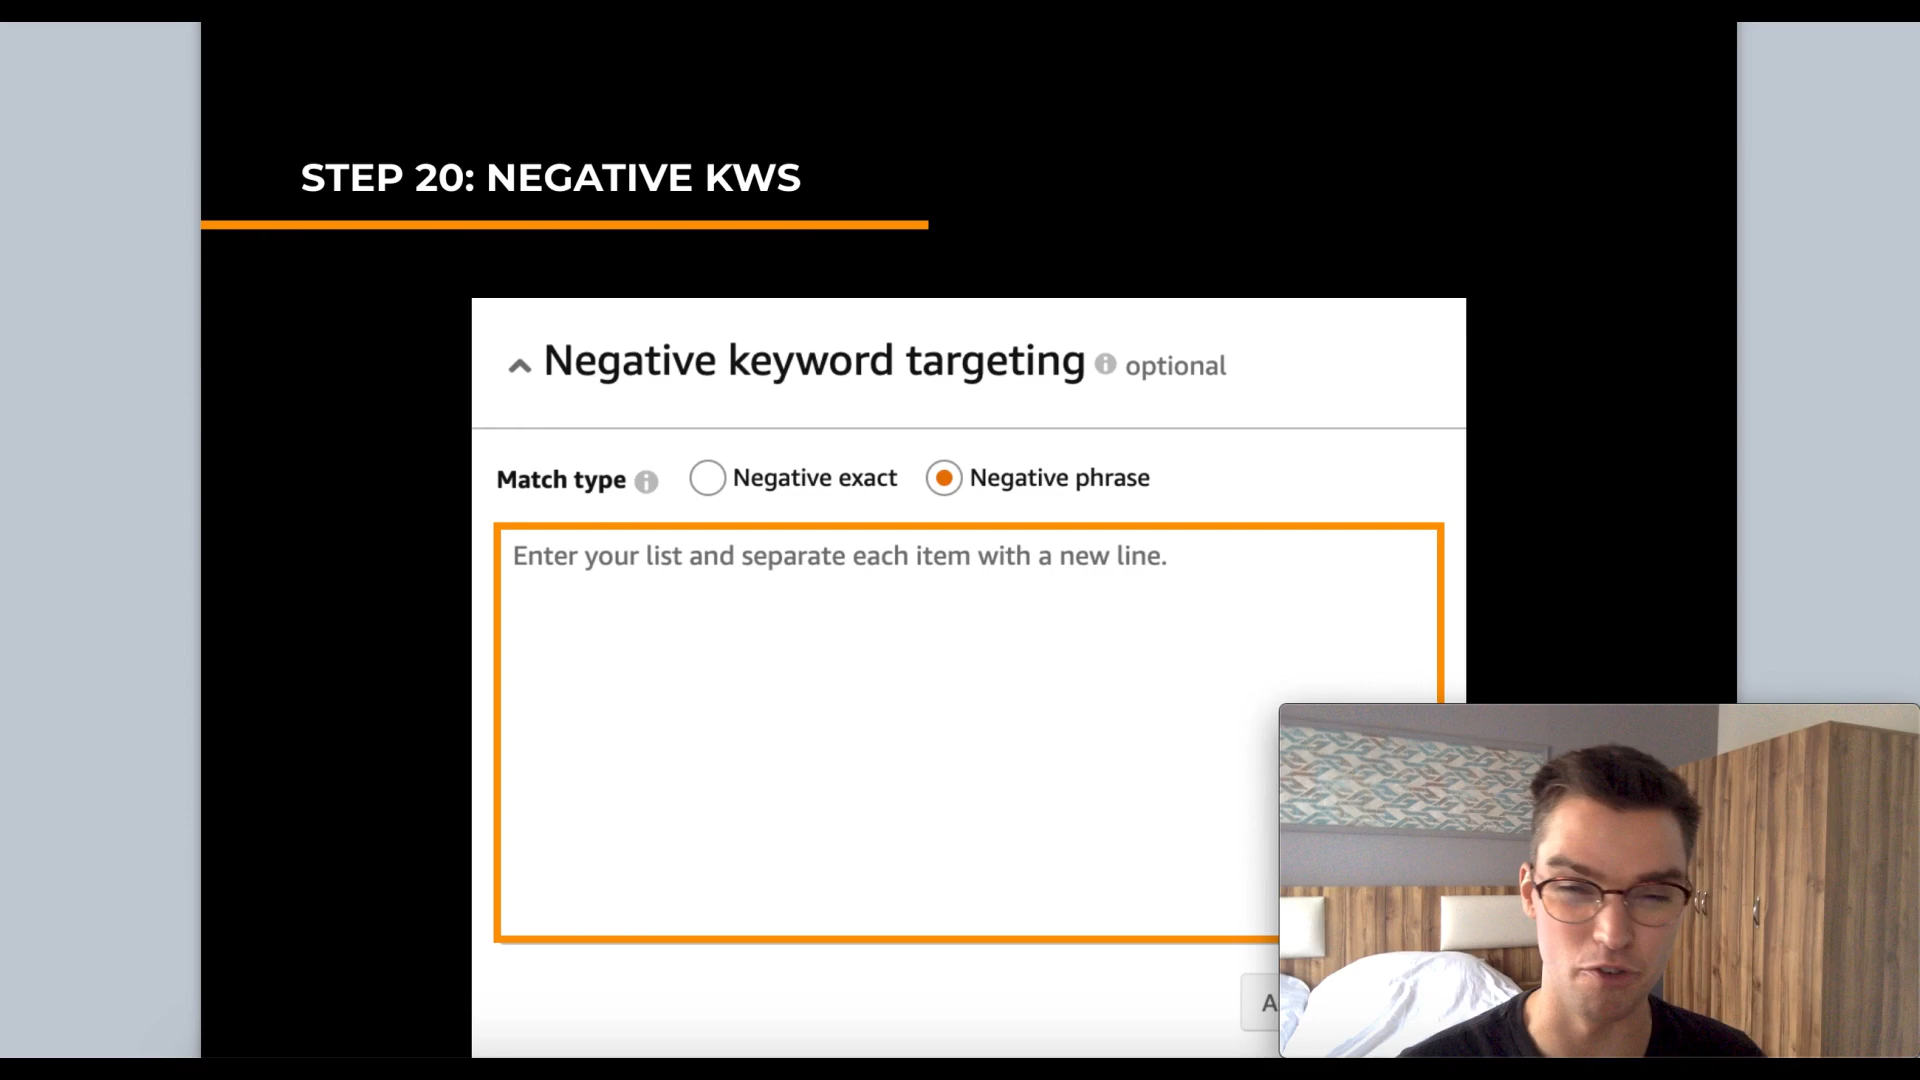 STEP 20: NEGATIVE KWS
Negative keyword targeting optional
Match type Negative exact Negative phrase
Enter your list and separate each item with a new line.